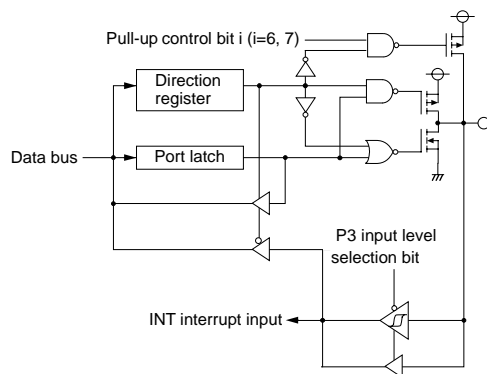 Pull-up control bit i (i=6, 7)
Direction
register
Data bus
Port latch
P3 input level
selection bit
INT interrupt input